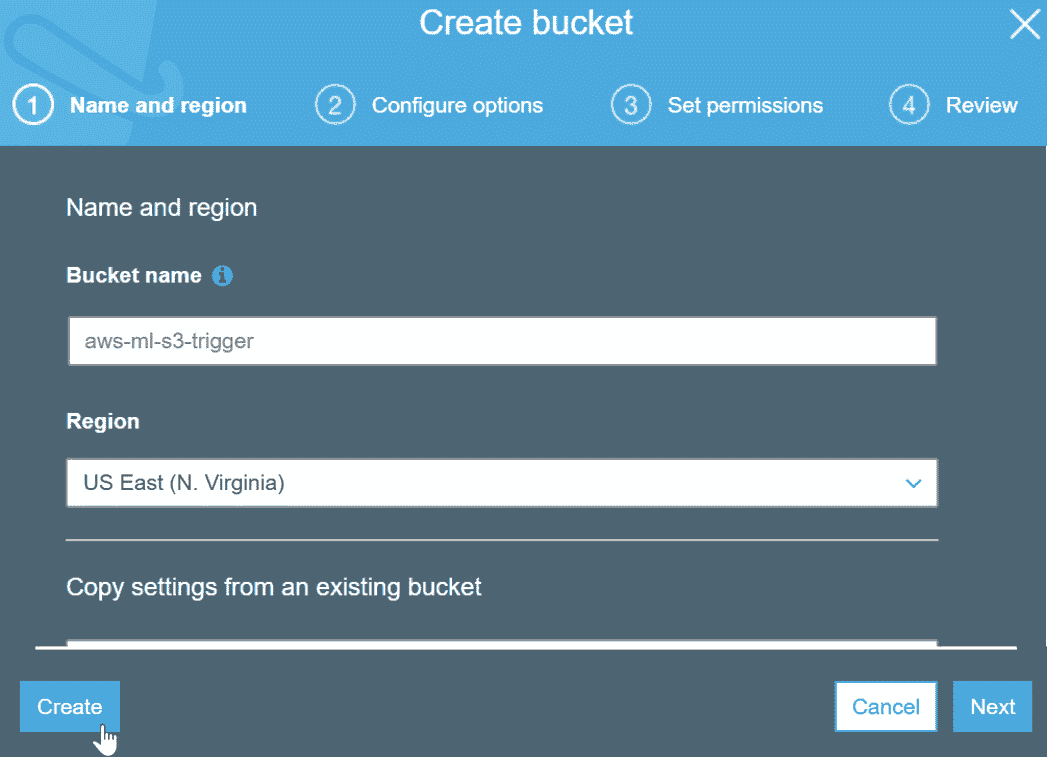 Create bucket
1 Name and region 2 Configure options 3 Set permissions 4 Review
Name and region
Bucket name i
aws-ml-s3-trigger
Region
US East (N. Virginia)
Copy settings from an existing bucket
Create Cancel Next